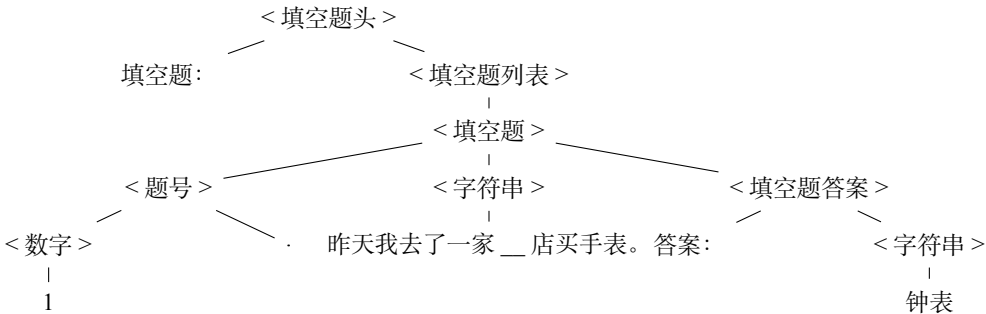 <填空题头>
填空题: <填空题列表>
<填空题>
<题号> <字符串> <填空题答案>
<数字> . 昨天我去了一家 __ 店买手表。 答案: <字符串>
1 钟表